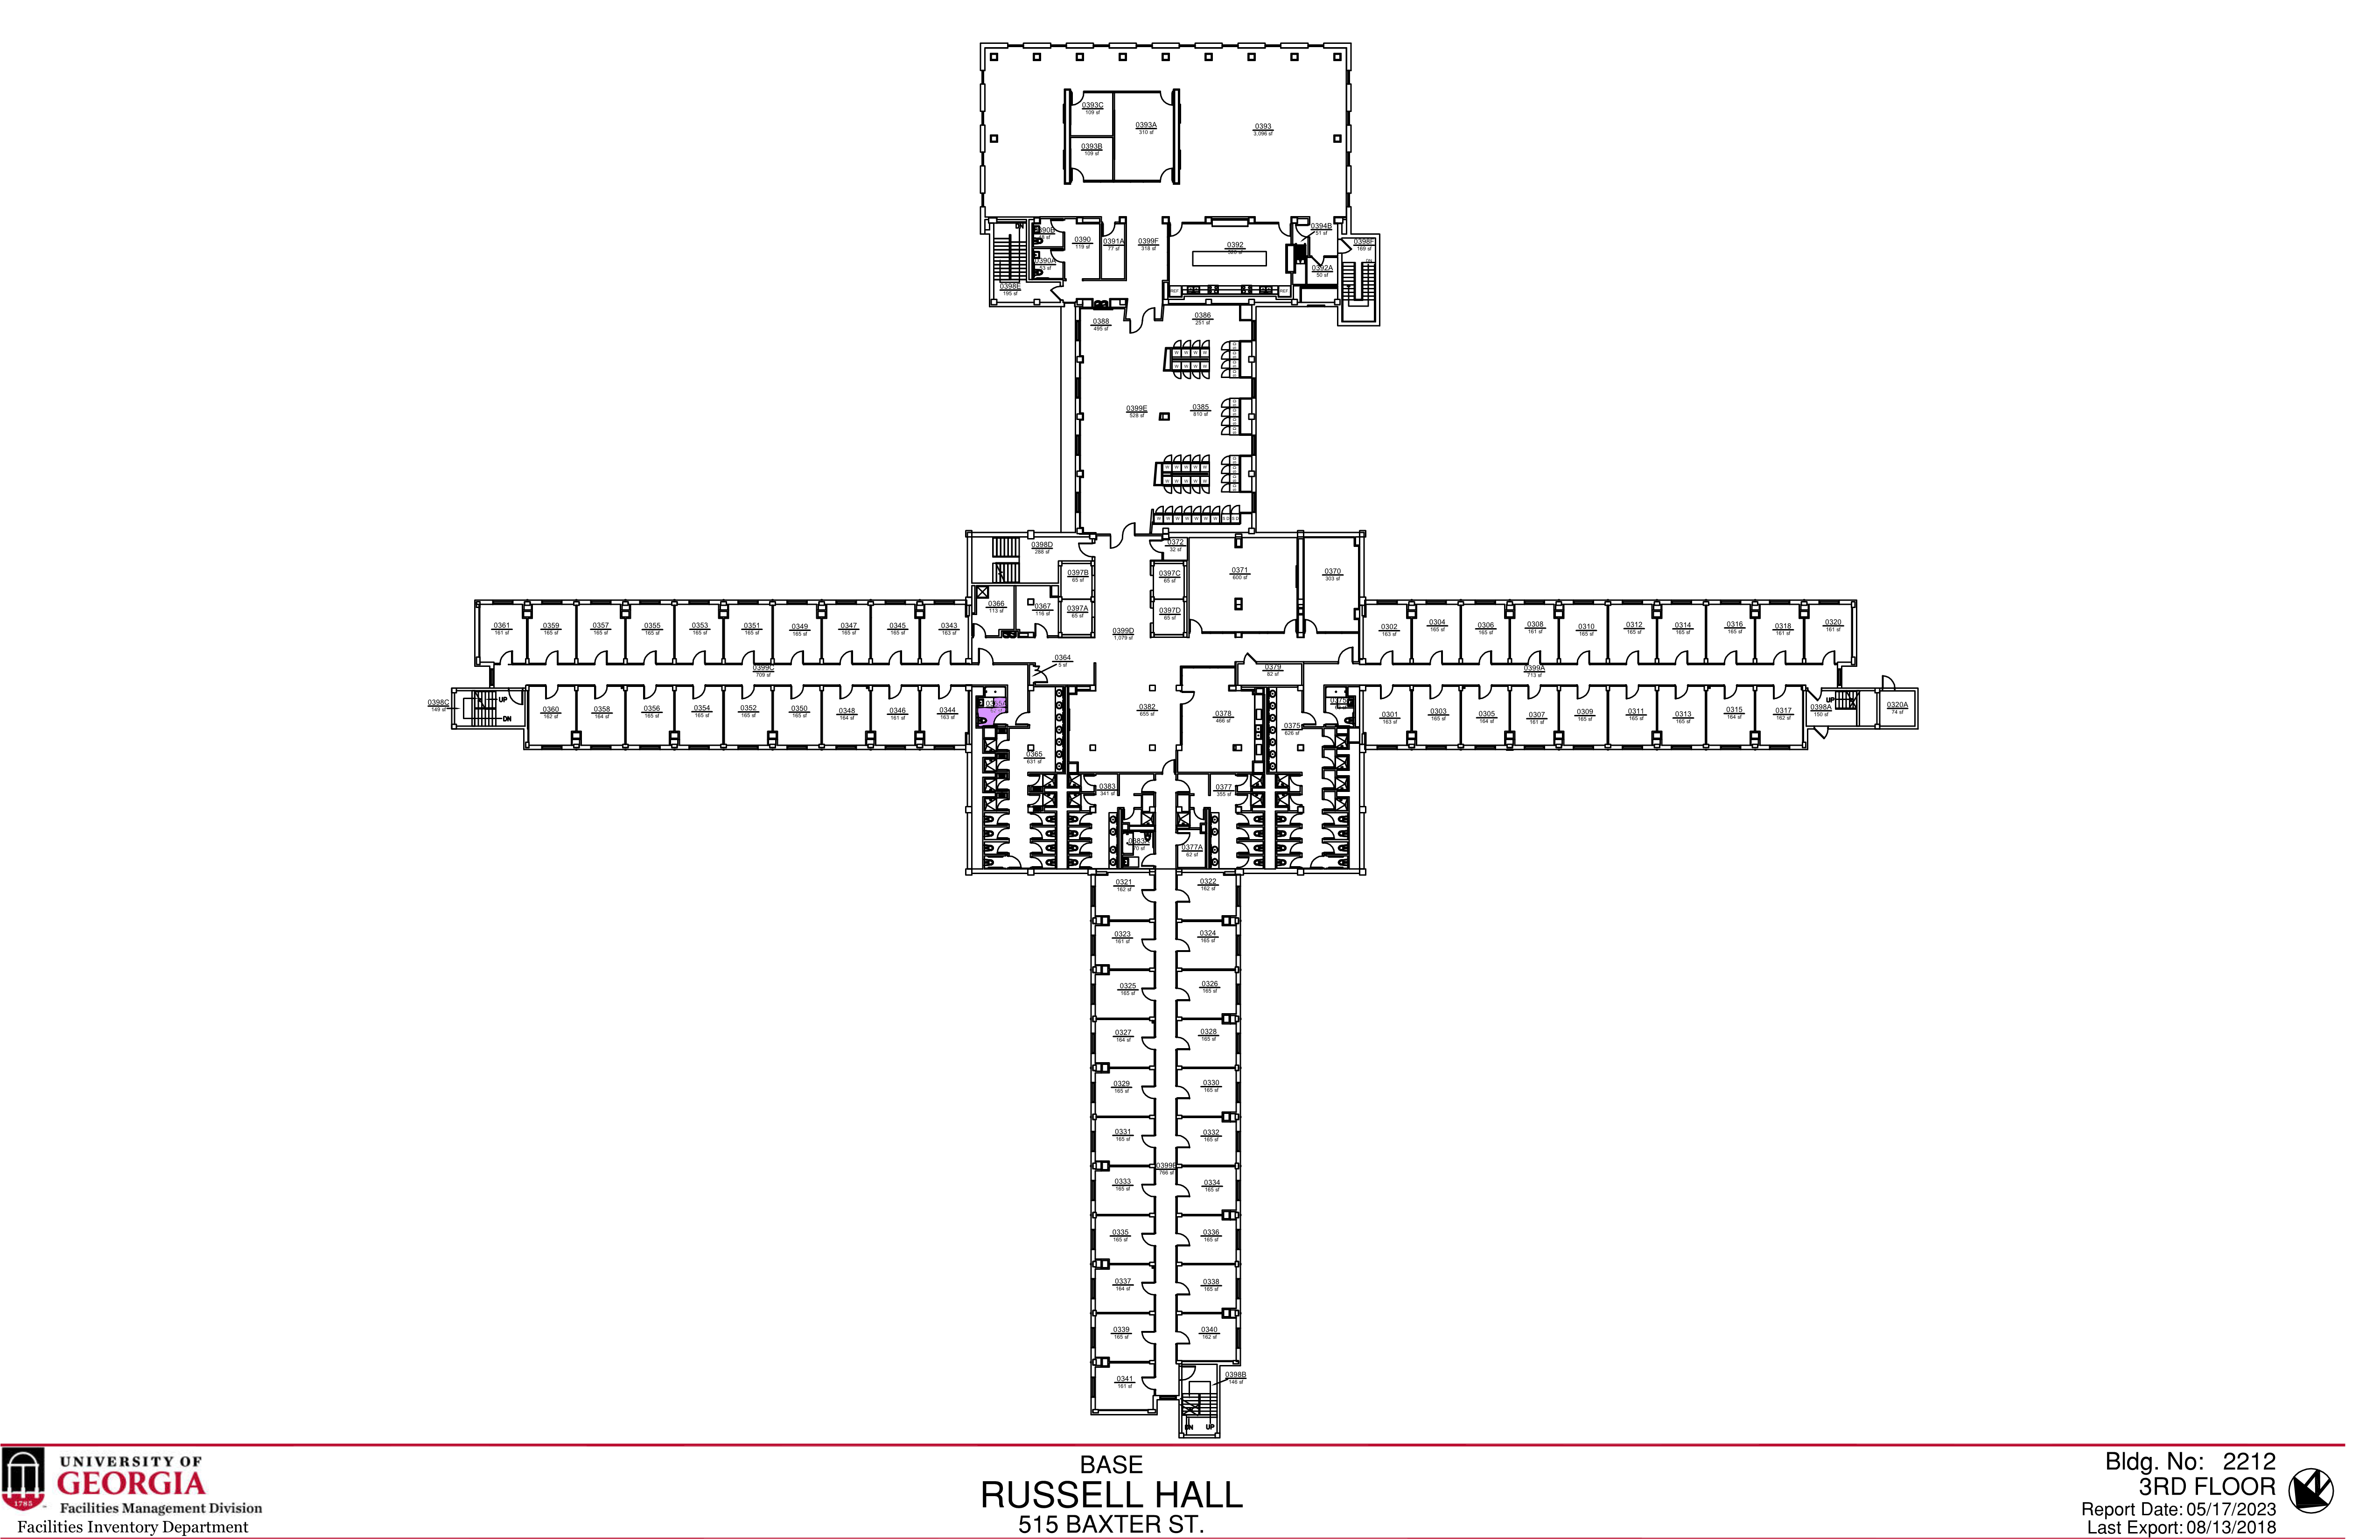 0393C
109 sf
0393A
310 sf
0393
3,096 sf
0393B
109 sf
DN
0390B
0390
119 sf
0391A
77 sf
0399F
318 sf
0392
0394B
51 sf
0398F
169 sf
DN
0390A
53 sf
0392A
50 sf
0398E
195 sf
REF
REF
0388
495 sf
0386
251 sf
W W W W
W W W W
0399E
528 sf
0385
810 sf
W W W W
W W W W
W W W W W W W S D S D
0398D
288 sf
0372
32 sf
0371
600 sf
0370
303 sf
0397B
65 sf
0397C
65 sf
0366
113 sf
0367
116 sf
0397A
65 sf
0397D
65 sf
0399D
1,079 sf
0361
161 sf
0359
165 sf
0357
165 sf
0355
165 sf
0353
165 sf
0351
165 sf
0349
165 sf
0347
165 sf
0345
165 sf
0343
163 sf
0302
163 sf
0304
165 sf
0306
165 sf
0308
161 sf
0310
165 sf
0312
165 sf
0314
165 sf
0316
165 sf
0318
161 sf
0320
161 sf
0364
5 sf
0399C
709 sf
0379
82 sf
0399A
713 sf
0398C
149 sf
UP
DN
0360
162 sf
0358
164 sf
0356
165 sf
0354
165 sf
0352
165 sf
0350
165 sf
0348
164 sf
0346
161 sf
0344
163 sf
0382
655 sf
0378
466 sf
0375
626 sf
0301
163 sf
0303
165 sf
0305
164 sf
0307
161 sf
0309
165 sf
0311
165 sf
0313
165 sf
0315
164 sf
0317
162 sf
UP
0398A
150 sf
0320A
74 sf
0365
631 sf
0383
341 sf
0377
355 sf
0383A
70 sf
0377A
62 sf
0321
162 sf
0322
162 sf
0323
161 sf
0324
165 sf
0325
165 sf
0326
165 sf
0327
164 sf
0328
165 sf
0329
165 sf
0330
165 sf
0331
165 sf
0332
165 sf
0399B
766 sf
0333
165 sf
0334
165 sf
0335
165 sf
0336
165 sf
0337
164 sf
0338
165 sf
0339
165 sf
0340
162 sf
0341
161 sf
0398B
146 sf
DN UP
UNIVERSITY OF
GEORGIA
1785
Facilities Management Division
Facilities Inventory Department
BASE
RUSSELL HALL
515 BAXTER ST.
Bldg. No: 2212
3RD FLOOR
Report Date: 05/17/2023
Last Export: 08/13/2018